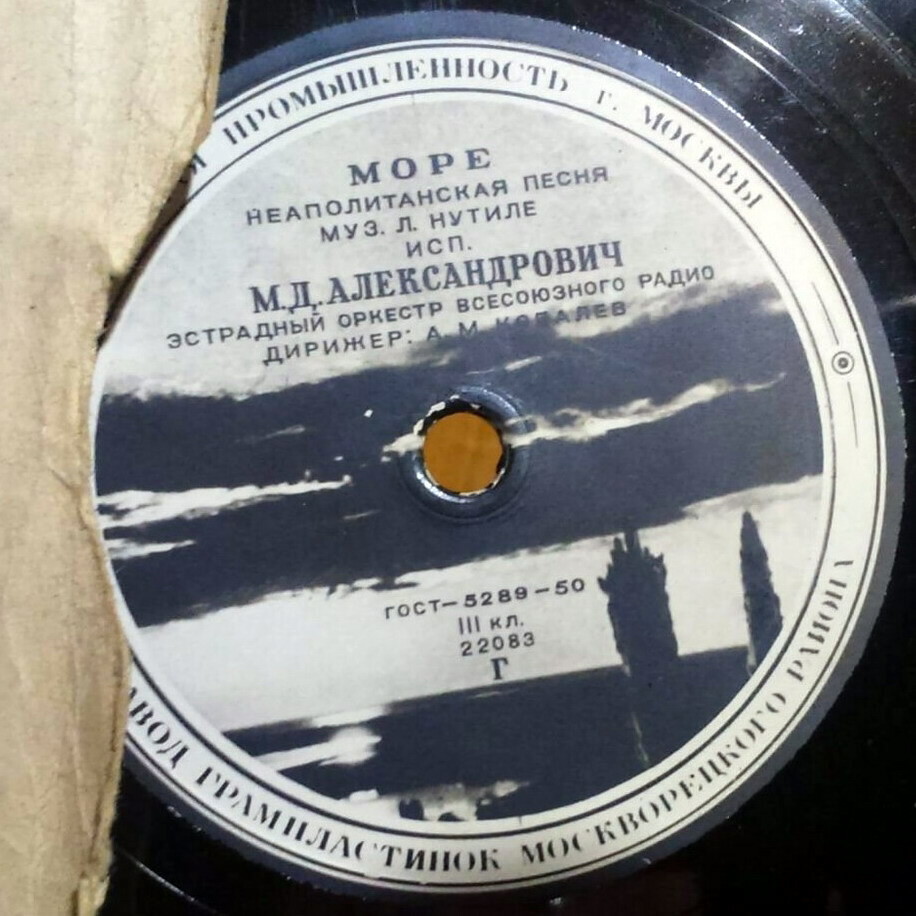 ПРОМЫШЛЕННОСТЬ г. МОСКВЫ
МОРЕ
НЕАПОЛИТАНСКАЯ ПЕСНЯ
МУЗ. Л. НУТИЛЕ
ИСП.
М.Д.АЛЕКСАНДРОВИЧ
ЭСТРАДНЫЙ ОРКЕСТР ВСЕСОЮЗНОГО РАДИО
ДИРИЖЕР: А. М. КОВАЛЕВ
ГОСТ-5289-50
III КЛ.
22083
Г
ГРАМПЛАСТИНОК МОСКВОРЕЦКОГО РАЙОНА